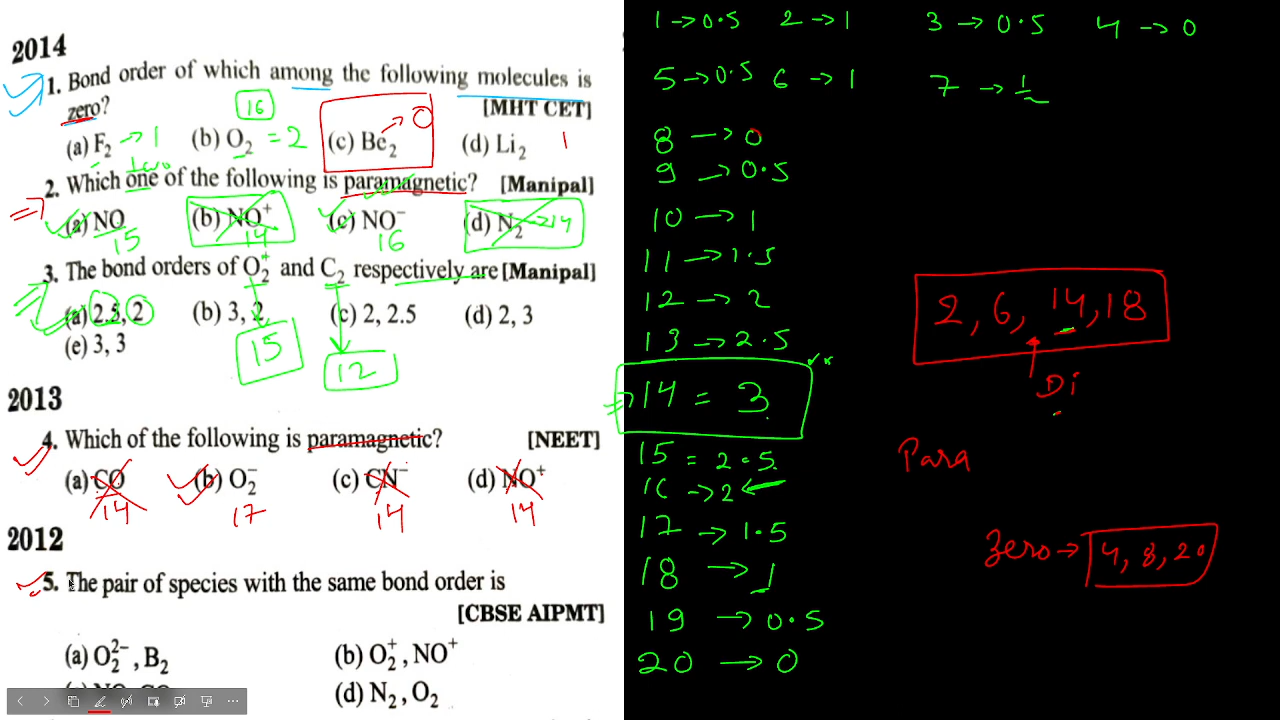 2014
1. Bond order of which among the following molecules is
zero? [MHT CET]
16
(a) F₂ → 1 (b) O₂ = 2 (c) Be₂ → 0 (d) Li₂ 1
two
2. Which one of the following is paramagnetic? [Manipal]
(a) NO (b) NO⁺ (c) NO⁻ (d) N₂ → 14
15 14 16
3. The bond orders of O₂⁺ and C₂ respectively are [Manipal]
(a) 2.5, 2 (b) 3, 2 (c) 2, 2.5 (d) 2, 3
(e) 3, 3
15 12
2013
4. Which of the following is paramagnetic? [NEET]
(a) CO (b) O₂⁻ (c) CN⁻ (d) NO⁺
14 17 14 14
2012
5. The pair of species with the same bond order is
[CBSE AIPMT]
(a) O₂²⁻, B₂ (b) O₂⁺, NO⁺
(d) N₂, O₂
1 → 0.5 2 → 1 3 → 0.5 4 → 0
5 → 0.5 6 → 1 7 → 1/2
8 → 0
9 → 0.5
10 → 1
11 → 1.5
12 → 2
13 → 2.5
⇒ 14 = 3
15 = 2.5
16 → 2
17 → 1.5
18 → 1
19 → 0.5
20 → 0
2, 6, 14, 18
Di
Para
Zero → 4, 8, 20